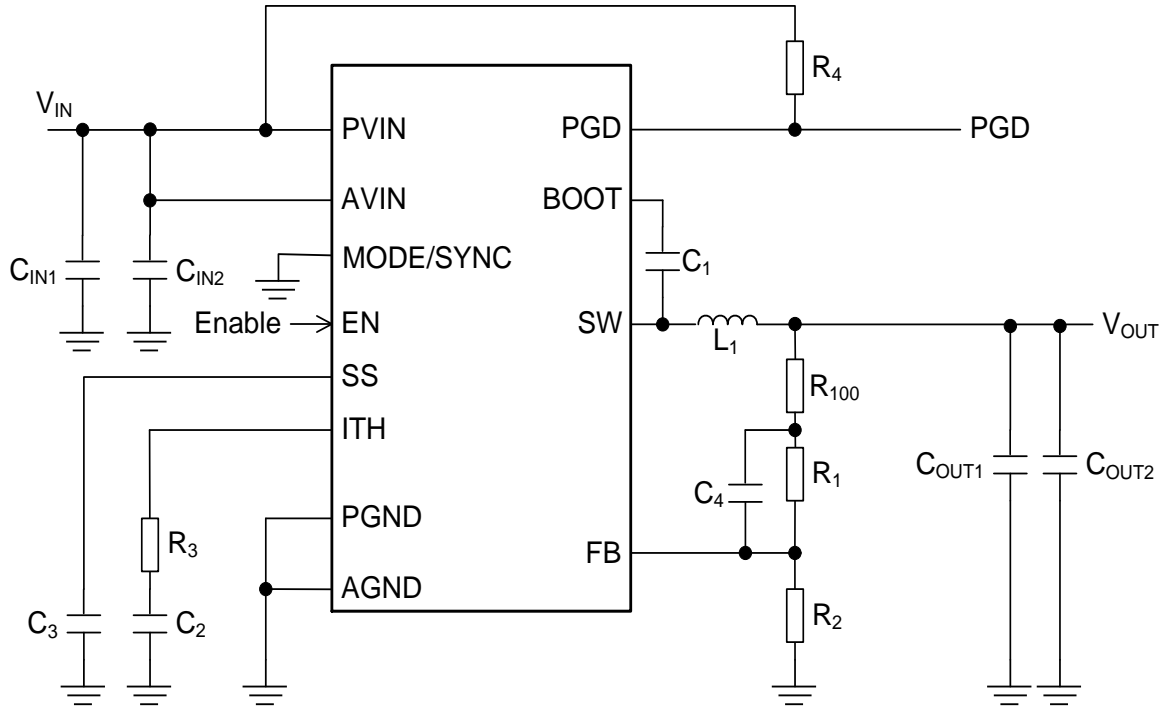 R4
VIN
PVIN
PGD
PGD
AVIN
BOOT
MODE/SYNC
C1
CIN1
CIN2
Enable
EN
SW
L1
VOUT
SS
R100
ITH
C4
R1
COUT1
COUT2
PGND
R3
FB
AGND
C3
C2
R2